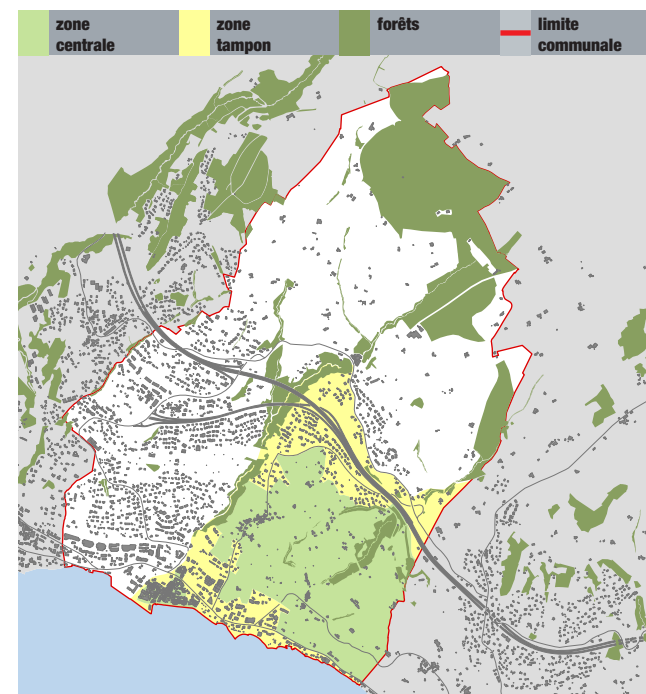 zone
centrale
zone
tampon
forêts
limite
communale